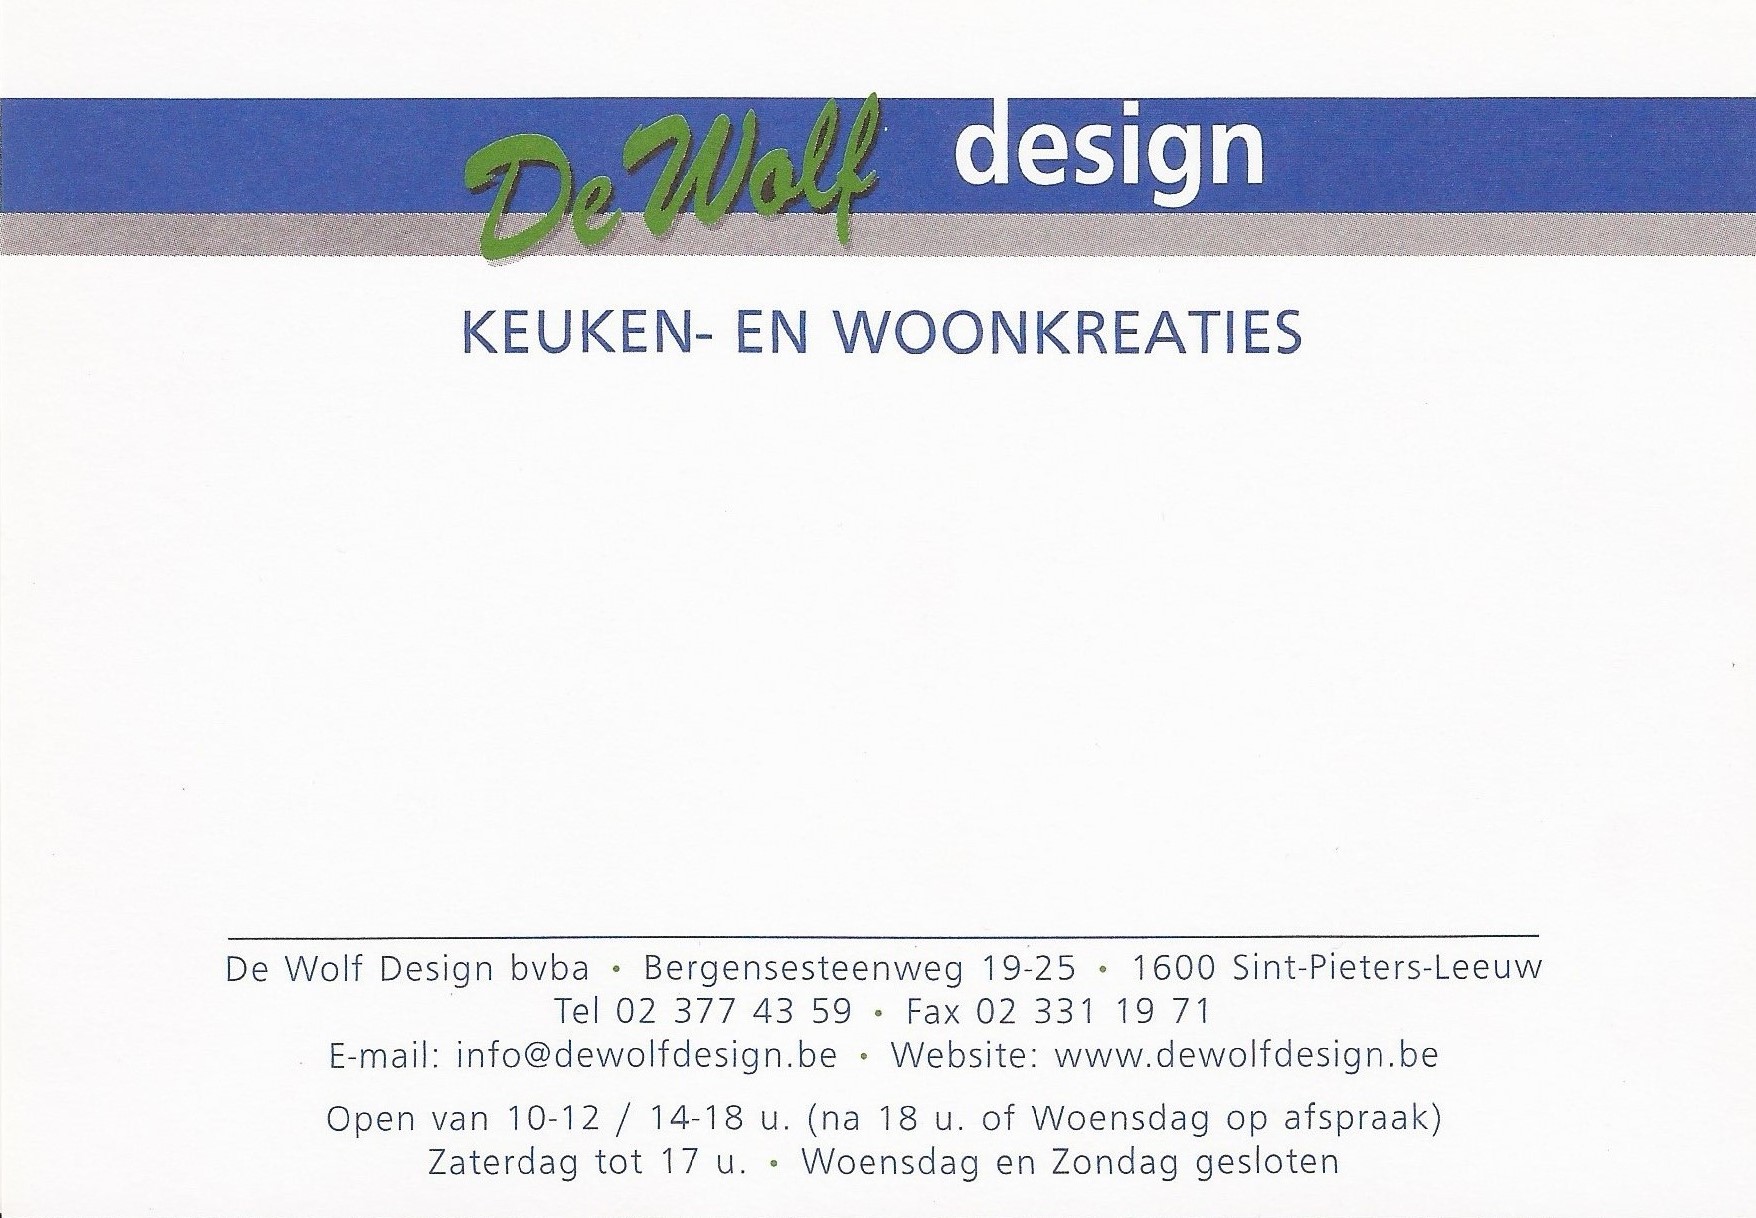 De Wolf design
KEUKEN- EN WOONKREATIES
De Wolf Design bvba • Bergensesteenweg 19-25 • 1600 Sint-Pieters-Leeuw
Tel 02 377 43 59 • Fax 02 331 19 71
E-mail: info@dewolfdesign.be • Website: www.dewolfdesign.be
Open van 10-12 / 14-18 u. (na 18 u. of Woensdag op afspraak)
Zaterdag tot 17 u. • Woensdag en Zondag gesloten